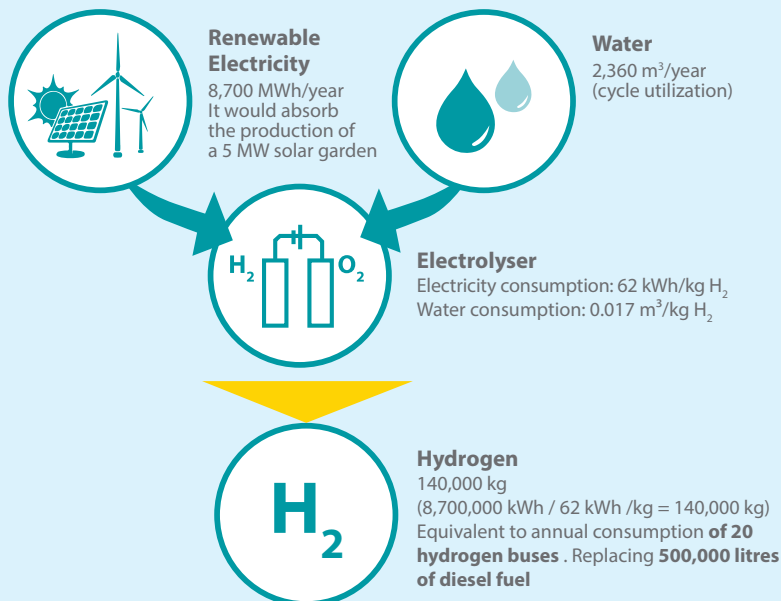 Renewable
Electricity
8,700 MWh/year
It would absorb
the production of
a 5 MW solar garden
Water
2,360 m³/year
(cycle utilization)
H₂
O₂
Electrolyser
Electricity consumption: 62 kWh/kg H₂
Water consumption: 0.017 m³/kg H₂
H₂
Hydrogen
140,000 kg
(8,700,000 kWh / 62 kWh /kg = 140,000 kg)
Equivalent to annual consumption of 20
hydrogen buses . Replacing 500,000 litres
of diesel fuel